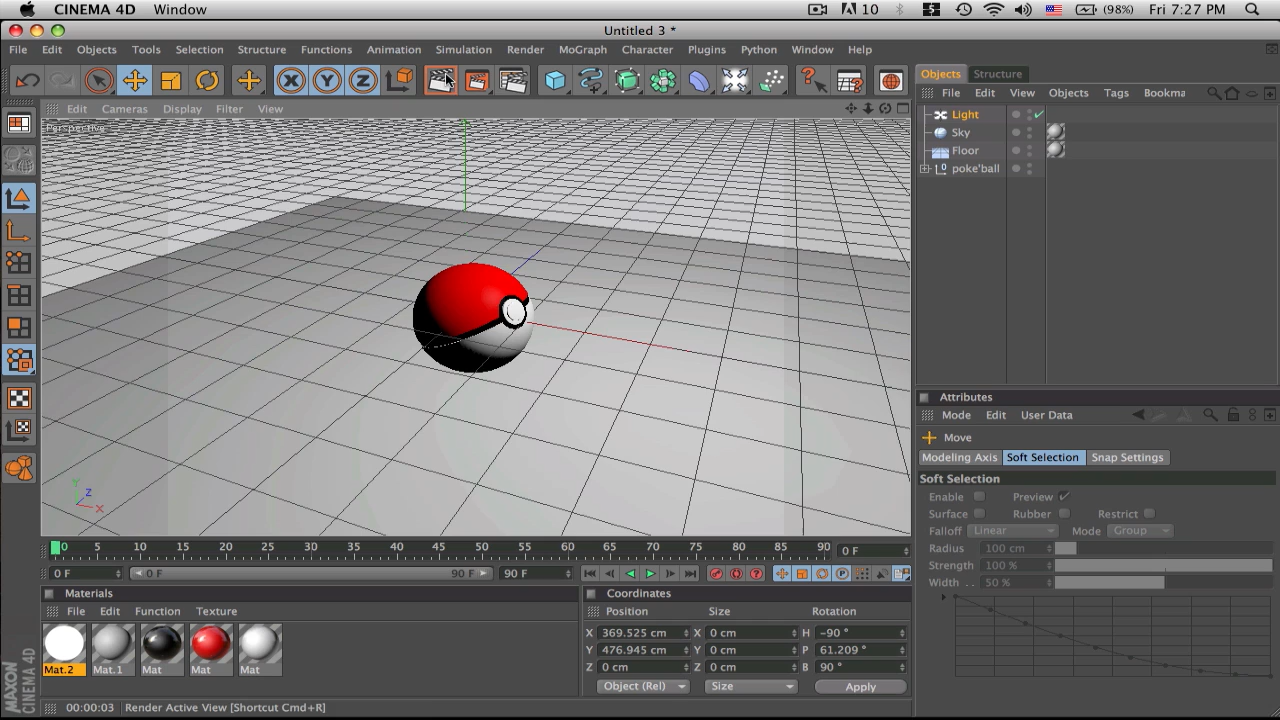 CINEMA 4D Window 10 (98%) Fri 7:27 PM
Untitled 3 *
File Edit Objects Tools Selection Structure Functions Render Animation Simulation Render MoGraph Character Plugins Python Window Help
Objects Structure
File Edit View Objects Tags Bookma
Edit Cameras Display Filter View
Perspective
Light
Sky
Floor
poke'ball
X Y Z
Y Z X
Attributes
Mode Edit User Data
Move
Modeling Axis Soft Selection Snap Settings
Soft Selection
Enable Preview
Surface Rubber Restrict
Falloff Linear Mode Group
Radius 100 cm
Strength 100 %
Width . . 50 %
0 5 10 15 20 25 30 35 40 45 50 55 60 65 70 75 80 85 90 0 F
0 F 0 F 90 F 90 F
Materials
File Edit Function Texture
Mat.2 Mat.1 Mat Mat Mat
Coordinates
Position Size Rotation
X 369.525 cm X 0 cm H -90 °
Y 476.945 cm Y 0 cm P 61.209 °
Z 0 cm Z 0 cm B 90 °
Object (Rel) Size Apply
MAXON CINEMA 4D
00:00:03 Render Active View [Shortcut Cmd+R]